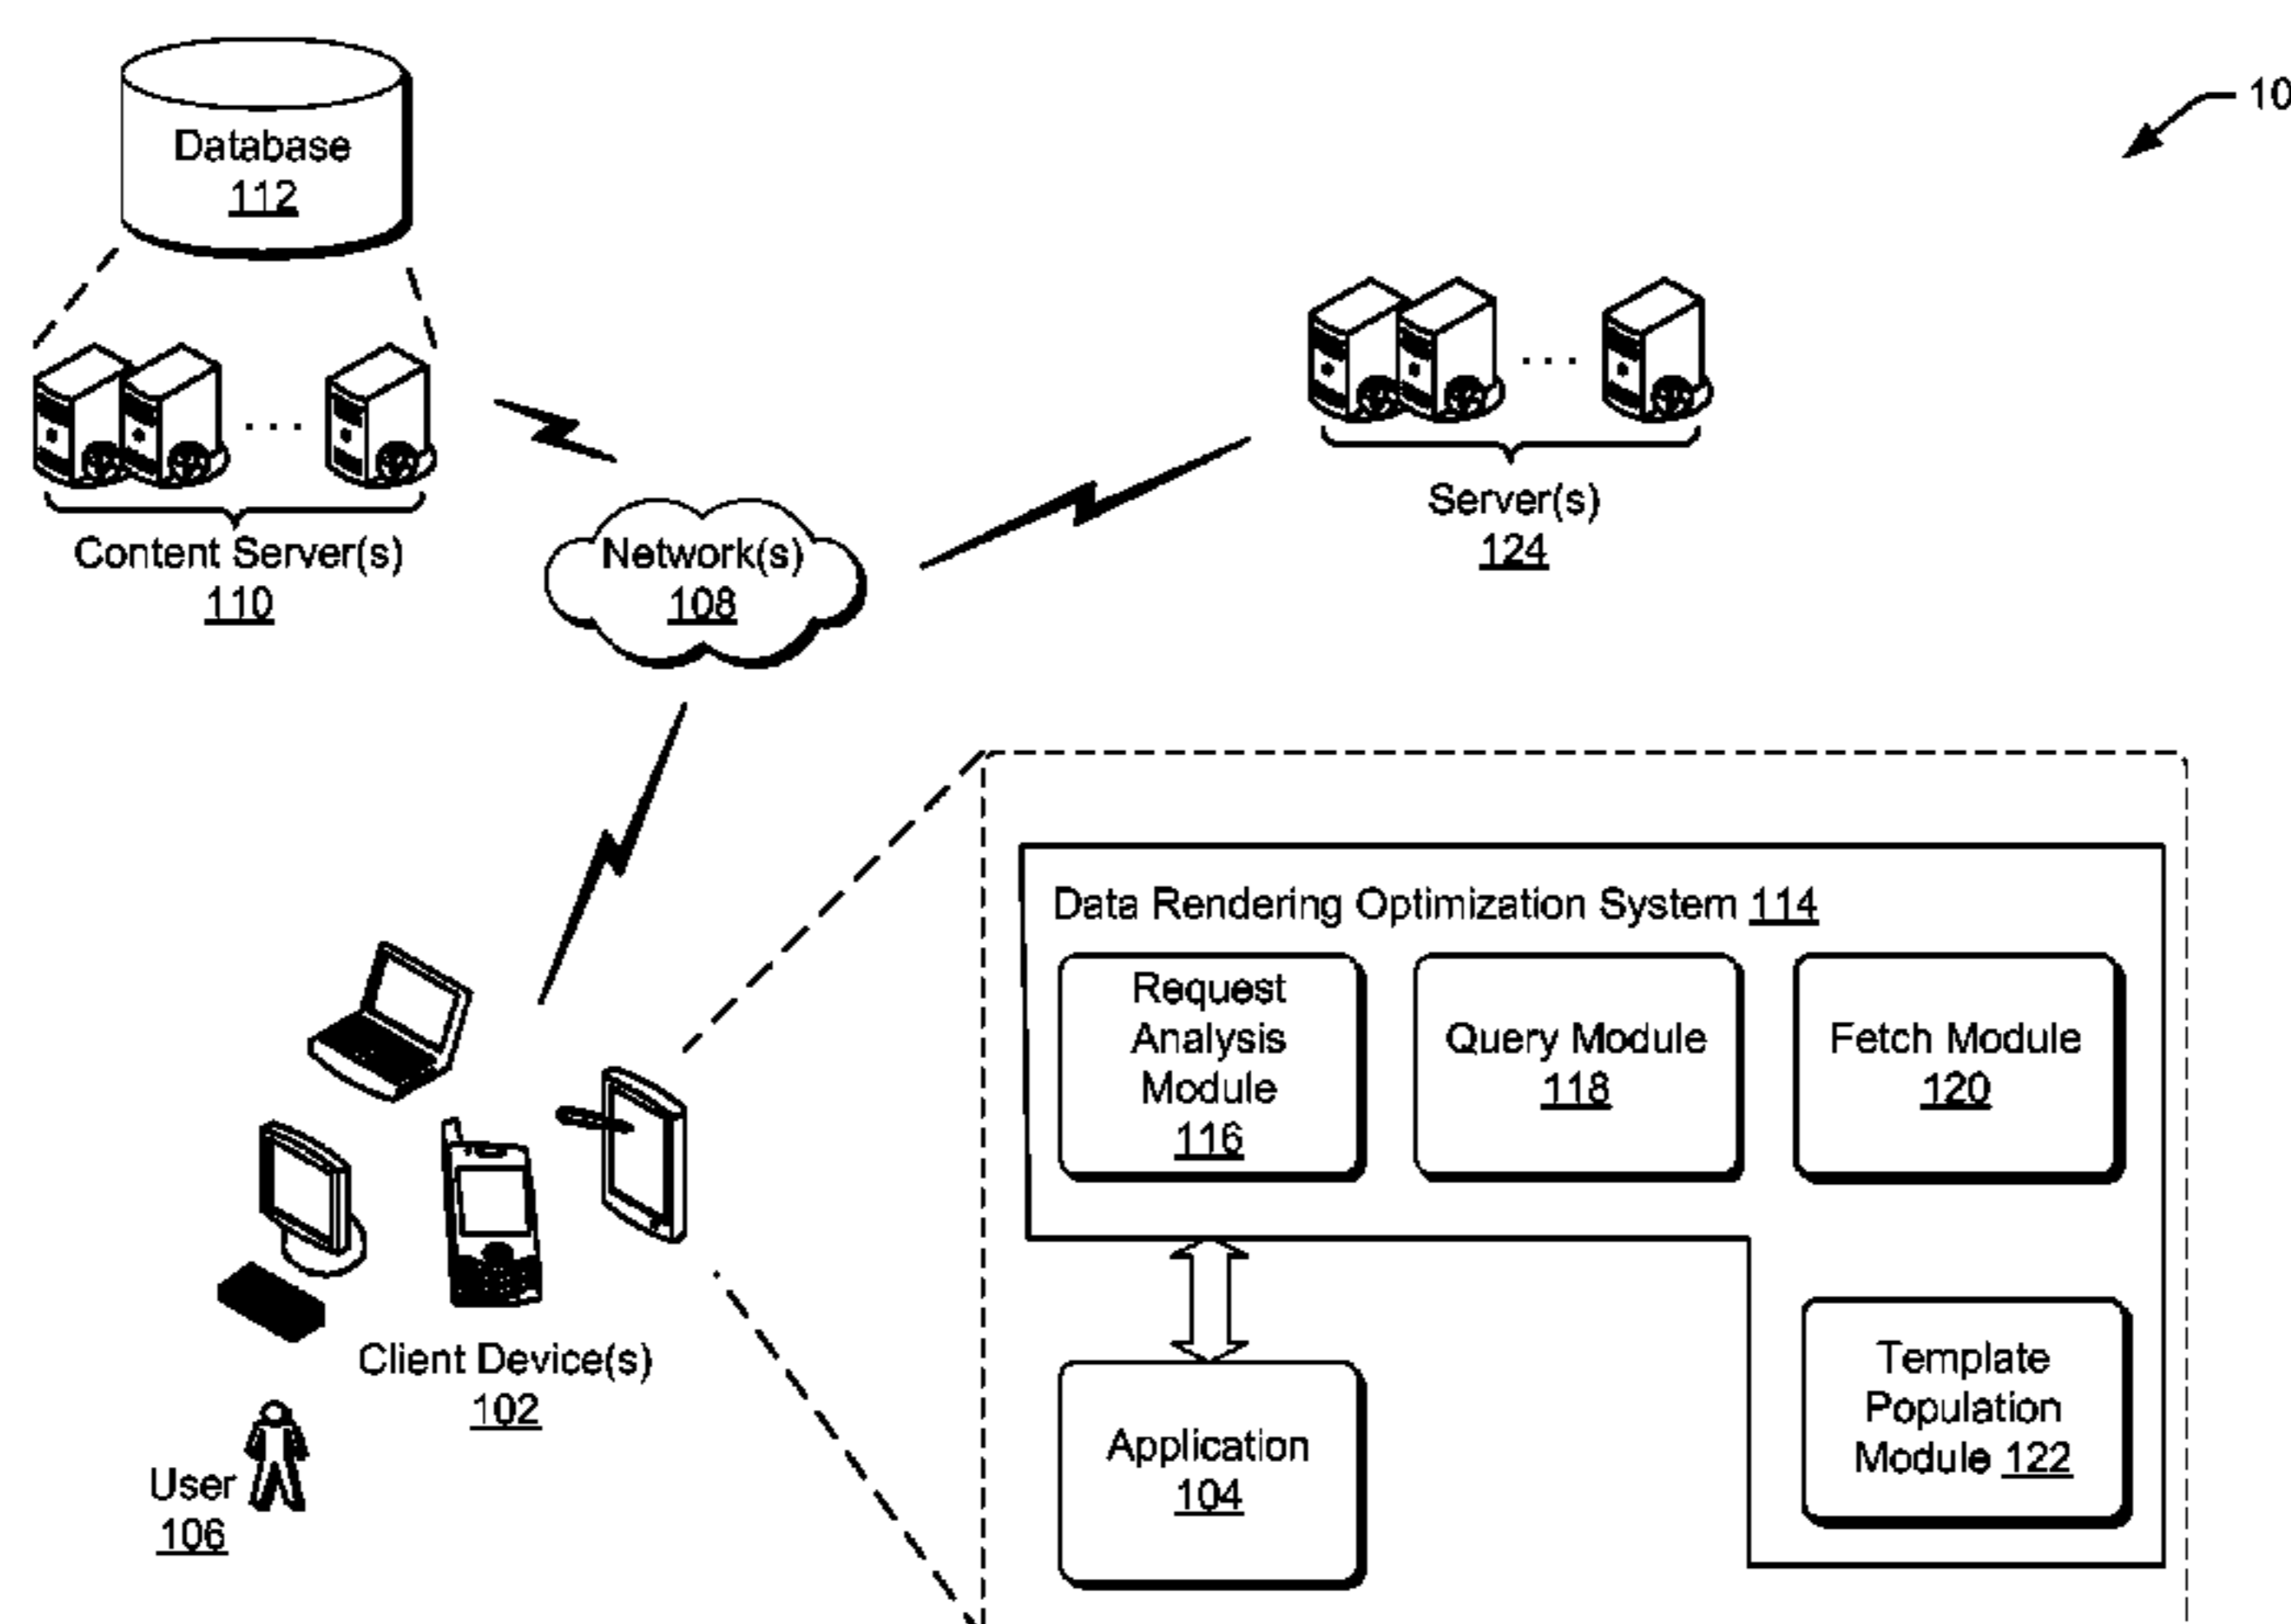 Database
112
10
Content Server(s)
110
Network(s)
108
Server(s)
124
Data Rendering Optimization System 114
Request
Analysis
Module
116
Query Module
118
Fetch Module
120
Template
Population
Module 122
Application
104
Client Device(s)
102
User
106